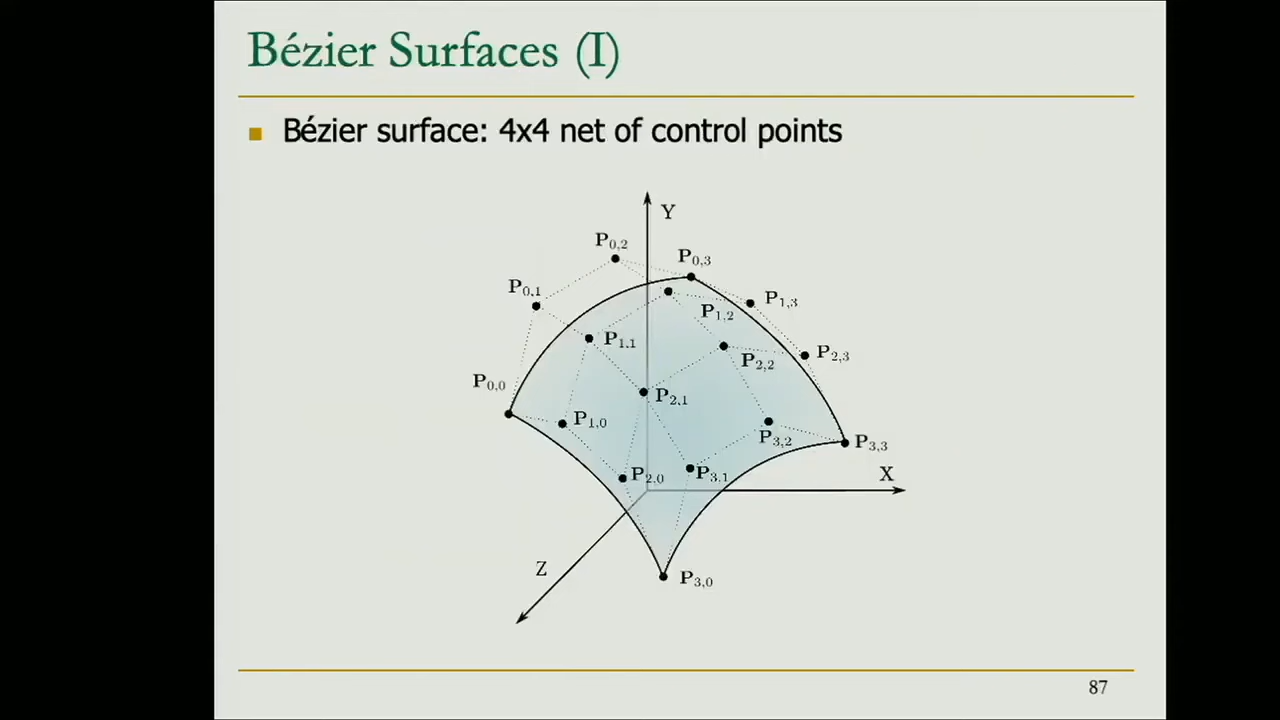 Bézier Surfaces (I)
Bézier surface: 4x4 net of control points
Y
P0,2
P0,3
P0,1
P1,3
P1,2
P1,1
P2,3
P2,2
P0,0
P2,1
P1,0
P3,2
P3,3
P2,0
P3,1
X
Z
P3,0
87